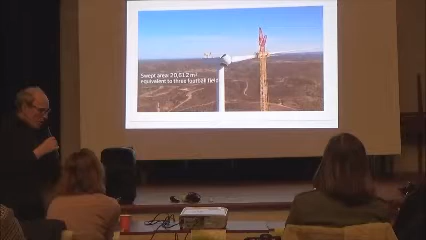 Swept area: 20,612 m²
equivalent to three football field